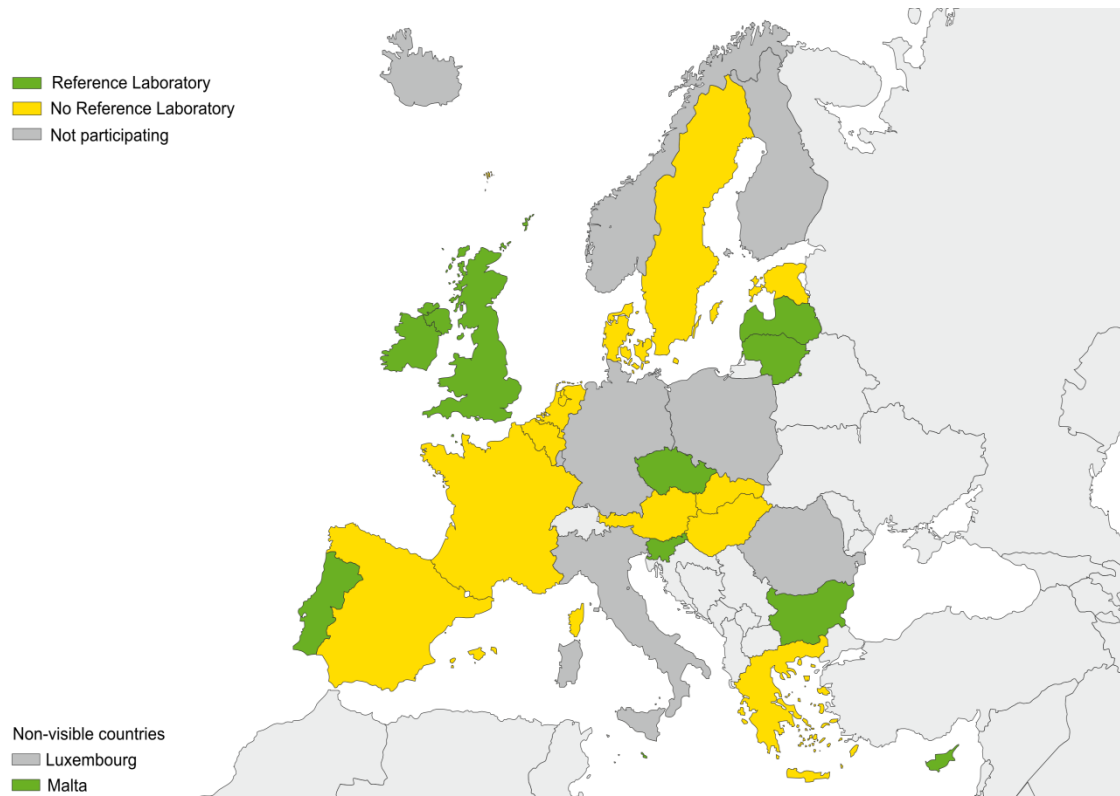 Reference Laboratory
No Reference Laboratory
Not participating
Non-visible countries
Luxembourg
Malta